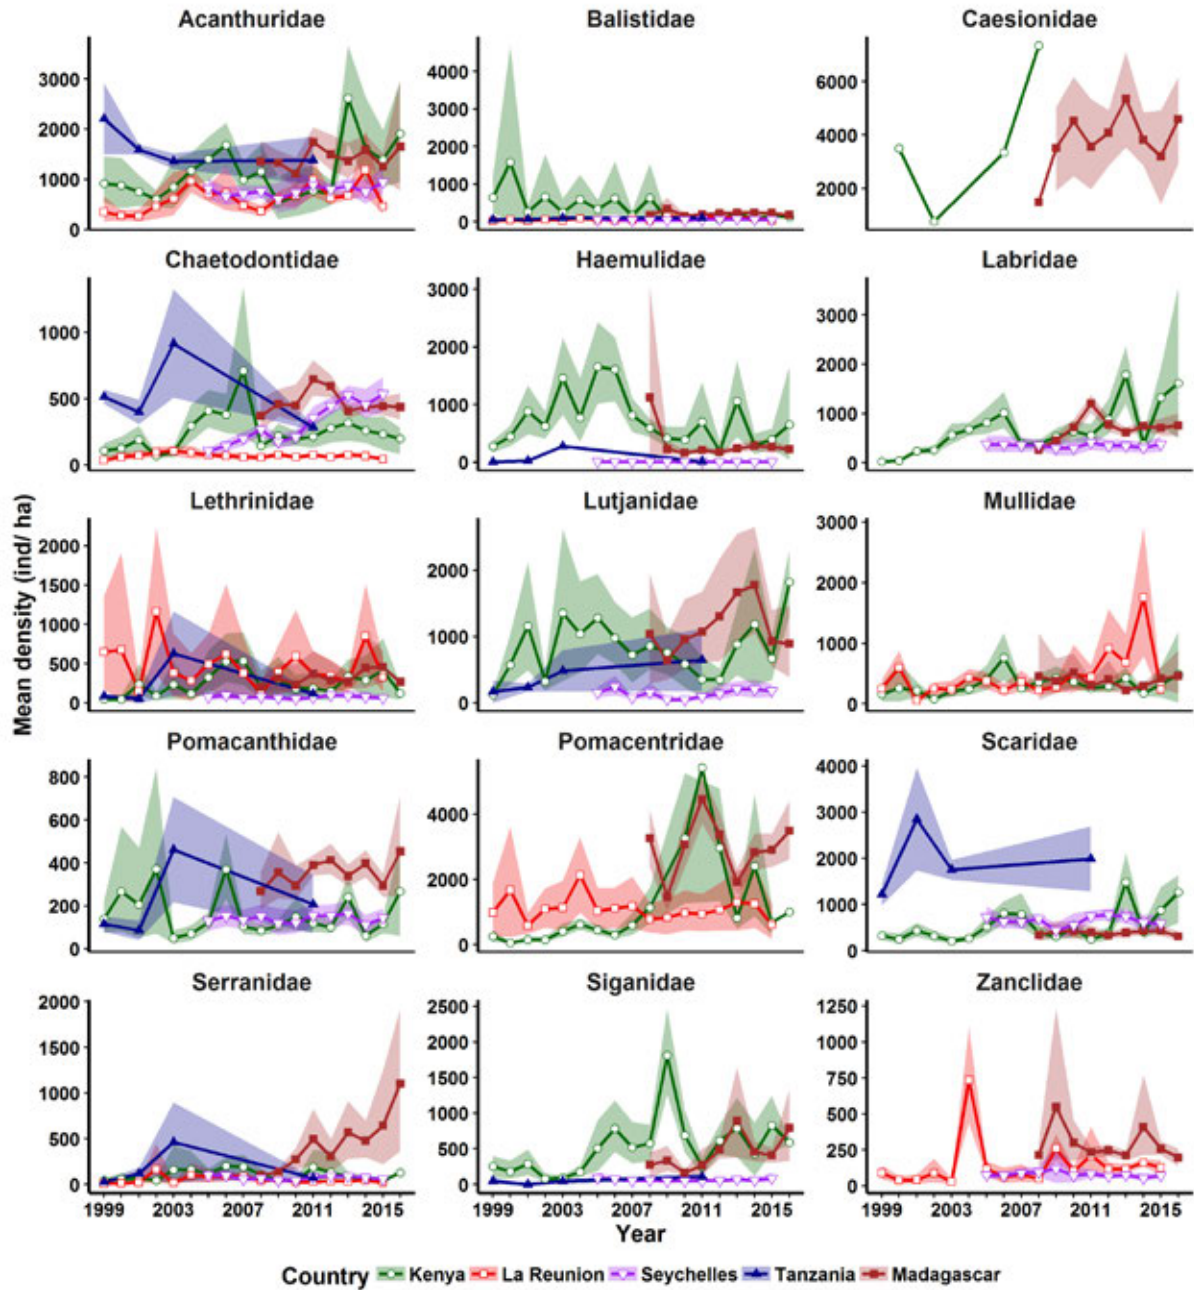 Acanthuridae Balistidae Caesionidae
3000 2000 1000 0
4000 3000 2000 1000 0
6000 4000 2000
Chaetodontidae Haemulidae Labridae
1000 500 0
3000 2000 1000 0
3000 2000 1000 0
Mean density (ind/ ha)
Lethrinidae Lutjanidae Mullidae
2000 1500 1000 500 0
2000 1000 0
3000 2000 1000 0
Pomacanthidae Pomacentridae Scaridae
800 600 400 200 0
4000 2000 0
4000 3000 2000 1000 0
Serranidae Siganidae Zanclidae
2000 1500 1000 500 0
2500 2000 1500 1000 500 0
1250 1000 750 500 250 0
1999 2003 2007 2011 2015 1999 2003 2007 2011 2015 1999 2003 2007 2011 2015
Year
Country Kenya La Reunion Seychelles Tanzania Madagascar